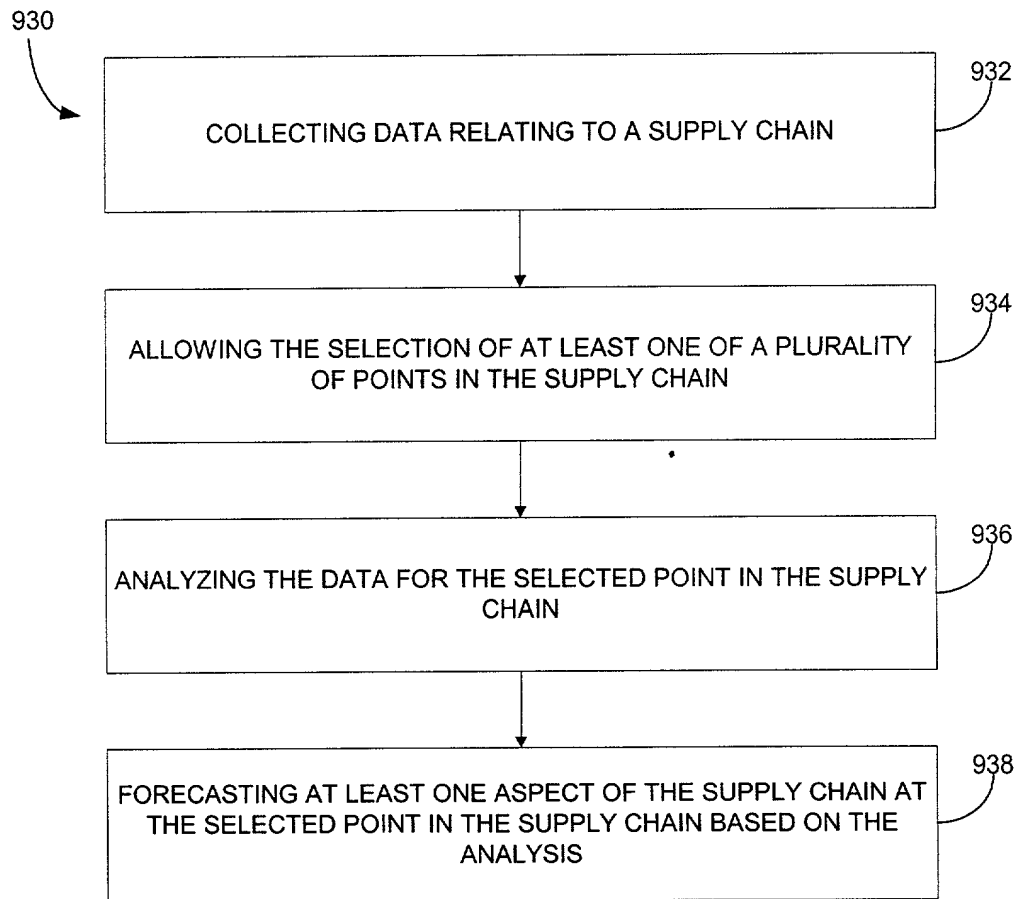 930
932
COLLECTING DATA RELATING TO A SUPPLY CHAIN
934
ALLOWING THE SELECTION OF AT LEAST ONE OF A PLURALITY
OF POINTS IN THE SUPPLY CHAIN
936
ANALYZING THE DATA FOR THE SELECTED POINT IN THE SUPPLY
CHAIN
938
FORECASTING AT LEAST ONE ASPECT OF THE SUPPLY CHAIN AT
THE SELECTED POINT IN THE SUPPLY CHAIN BASED ON THE
ANALYSIS